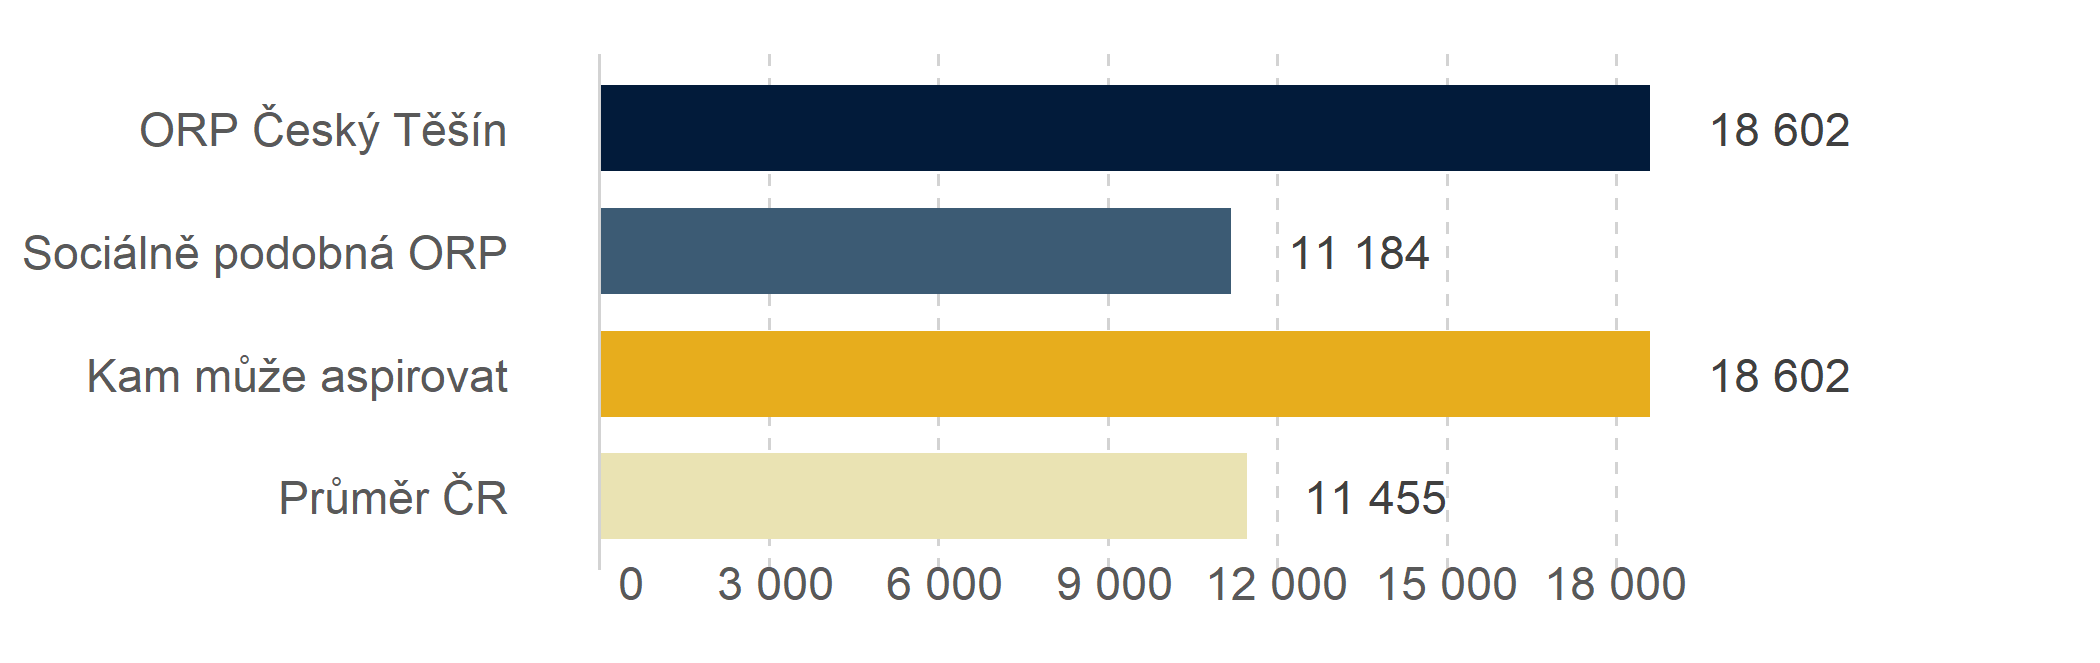 ORP Český Těšín 18 602
Sociálně podobná ORP 11 184
Kam může aspirovat 18 602
Průměr ČR 11 455
0 3 000 6 000 9 000 12 000 15 000 18 000